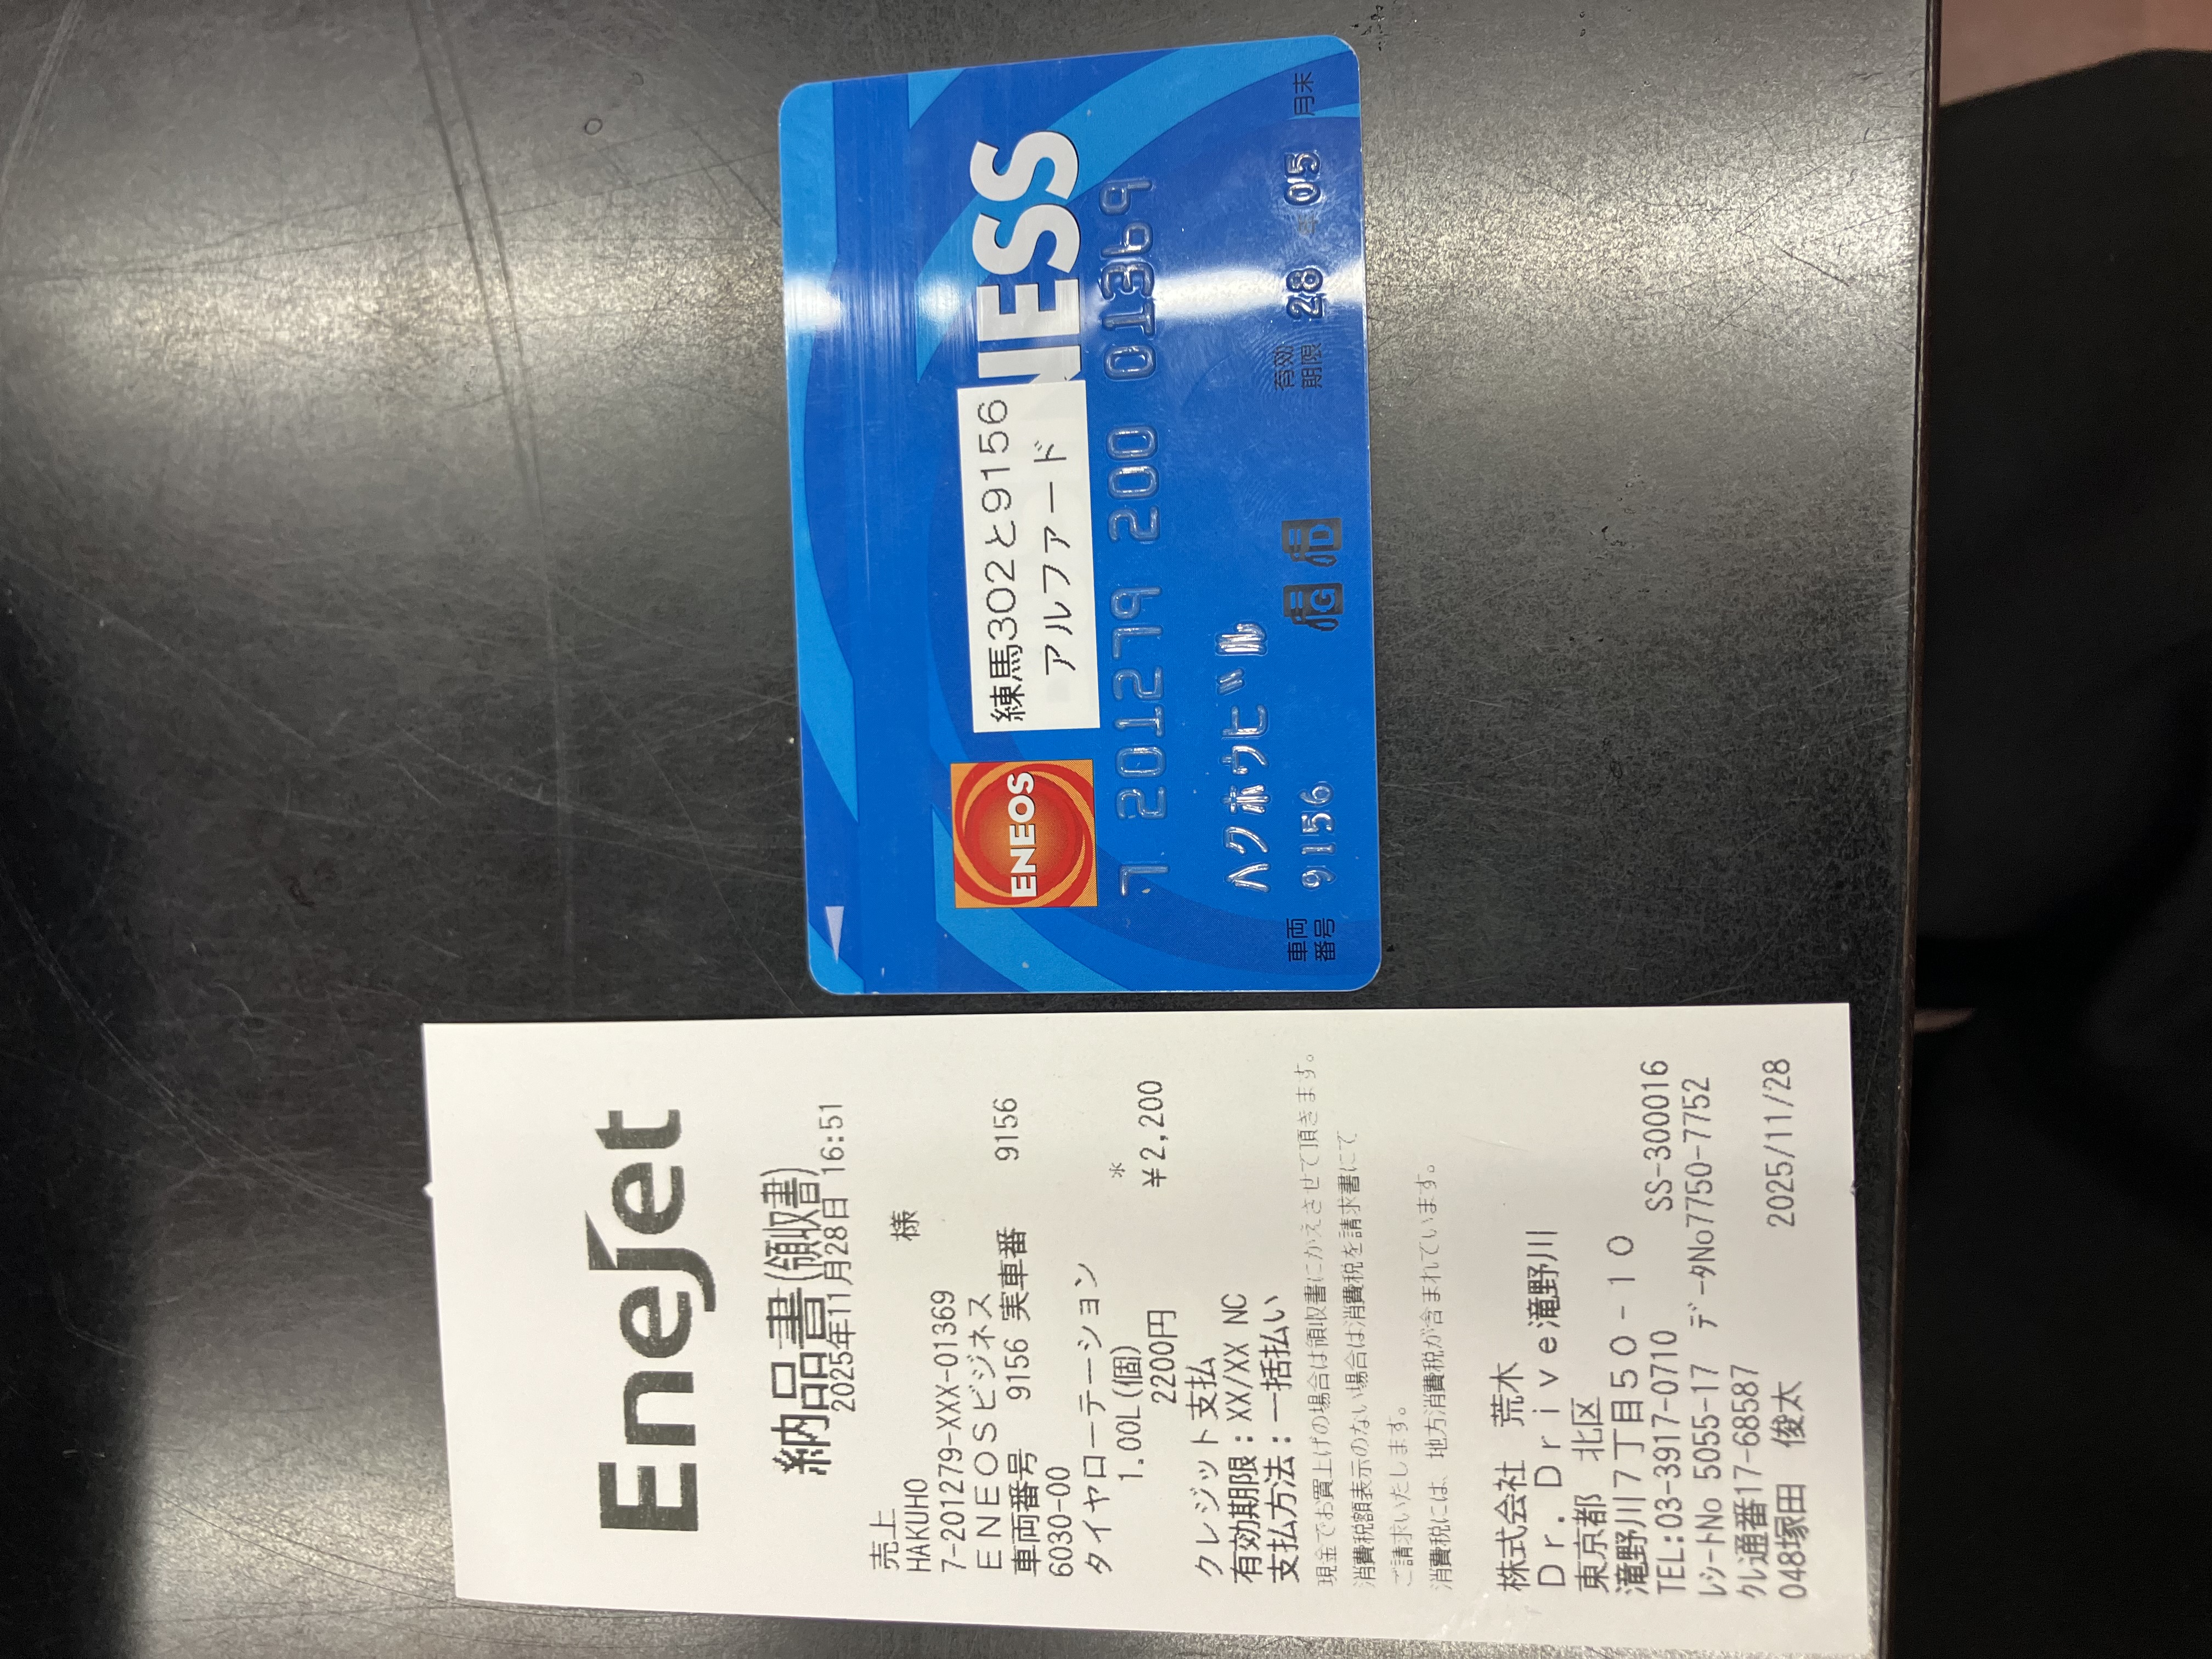 EneJet
納品書(領収書)
2025年11月28日 16:51
売上
HAKUHO 様
7-201279-XXX-01369
ENEOSビジネス
車両番号 9156 実車番 9156
6030-00
タイヤローテーション
1.00L(個) *
2200円 ¥2,200
クレジット支払
有効期限:XX/XX NC
支払方法:一括払い
現金でお買上げの場合は領収書にかえさせて頂きます。
消費税額表示のない場合は消費税を請求書にて
ご請求いたします。
消費税には、地方消費税が含まれています。
株式会社 荒木
Dr.Drive滝野川
東京都 北区
滝野川7丁目50-10
TEL:03-3917-0710 SS-300016
レシートNo 5055-17 データNo7750-7752
クレ通番17-68587
048塚田 俊太 2025/11/28
練馬302と9156
アルファード
ENEOS
NESS
7 201279 200 01369
ハクホウビル
車両番号 9156
有効期限 28 年 05 月末
G D